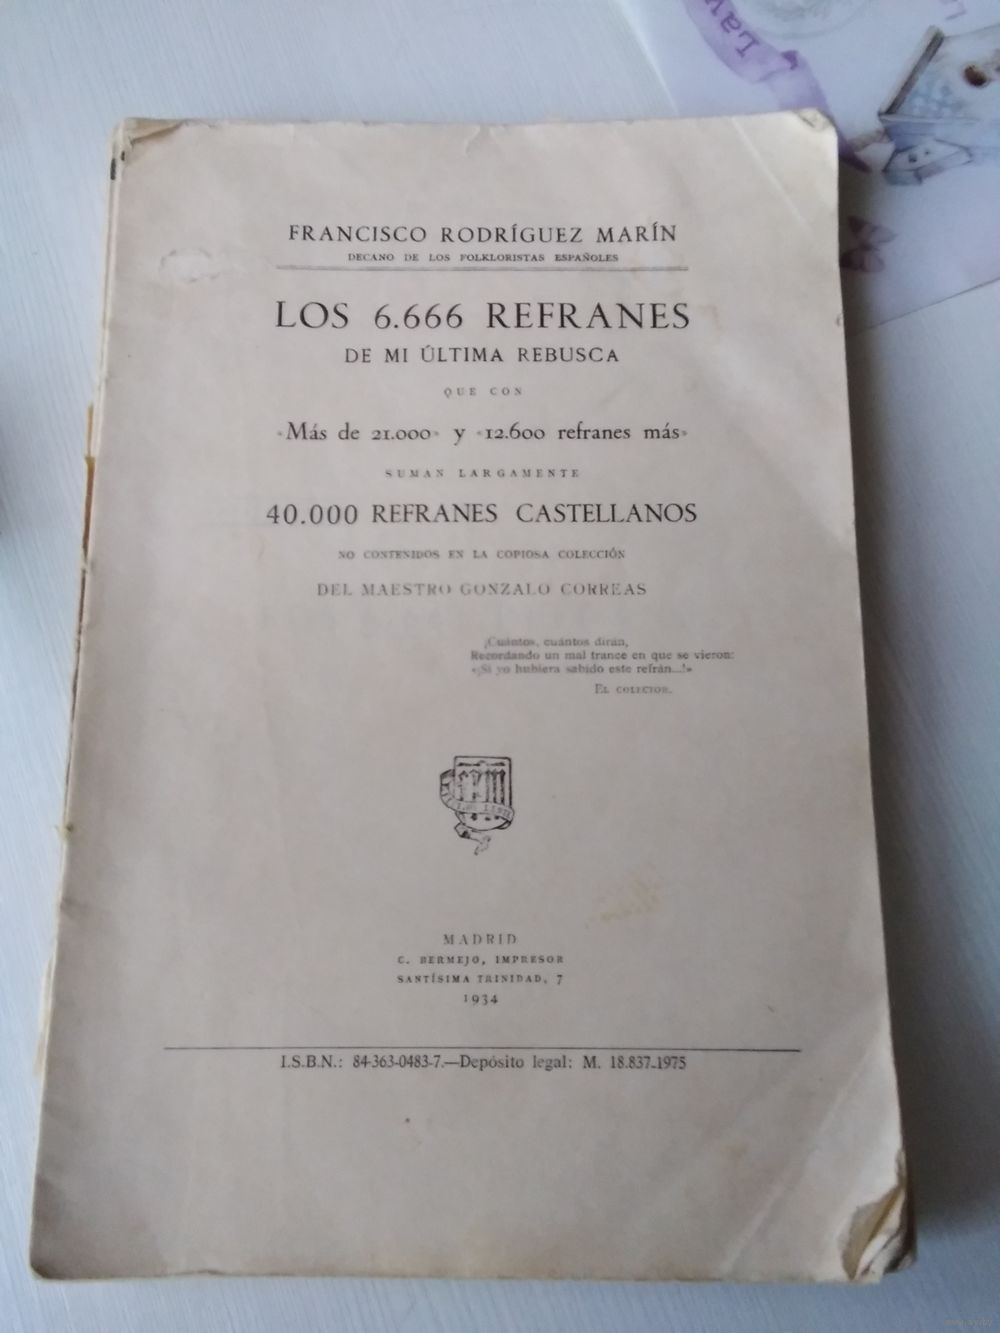 FRANCISCO RODRÍGUEZ MARÍN
DECANO DE LOS FOLKLORISTAS ESPAÑOLES
LOS 6.666 REFRANES
DE MI ÚLTIMA REBUSCA
QUE CON
«Más de 21.000» y «12.600 refranes más»
SUMAN LARGAMENTE
40.000 REFRANES CASTELLANOS
NO CONTENIDOS EN LA COPIOSA COLECCIÓN
DEL MAESTRO GONZALO CORREAS
¡Cuántos, cuántos dirán,
Recordando un mal trance en que se vieron:
«¡Si yo hubiera sabido este refrán...!»
EL COLECTOR.
MADRID
C. BERMEJO, IMPRESOR
SANTÍSIMA TRINIDAD, 7
1934
I.S.B.N.: 84-363-0483-7.—Depósito legal: M. 18.837-1975